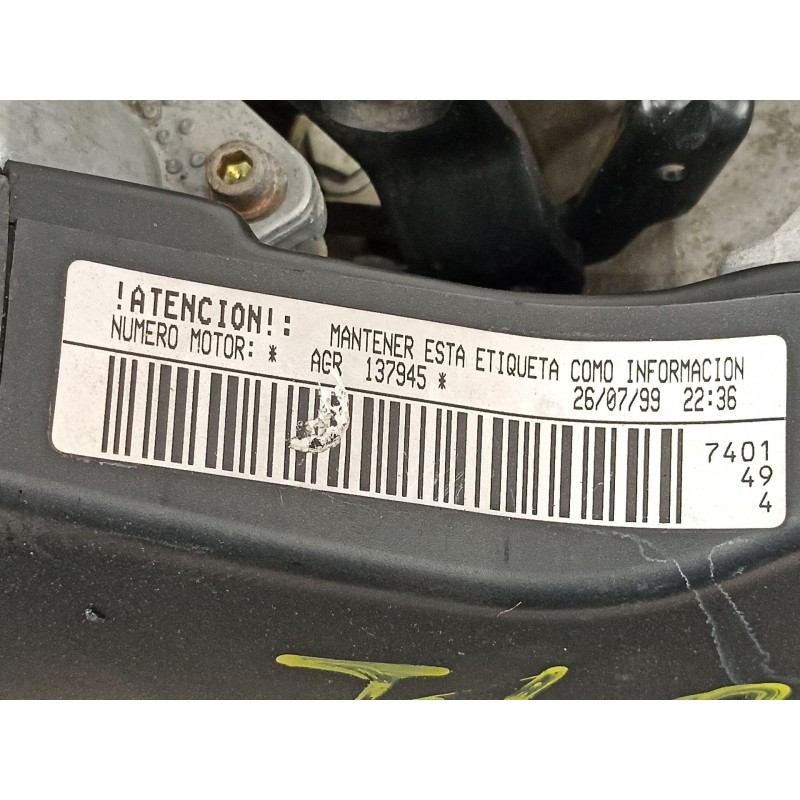 !ATENCION!: MANTENER ESTA ETIQUETA COMO INFORMACION
NUMERO MOTOR: * AGR 137945 * 26/07/99 22:36
7401
49
4